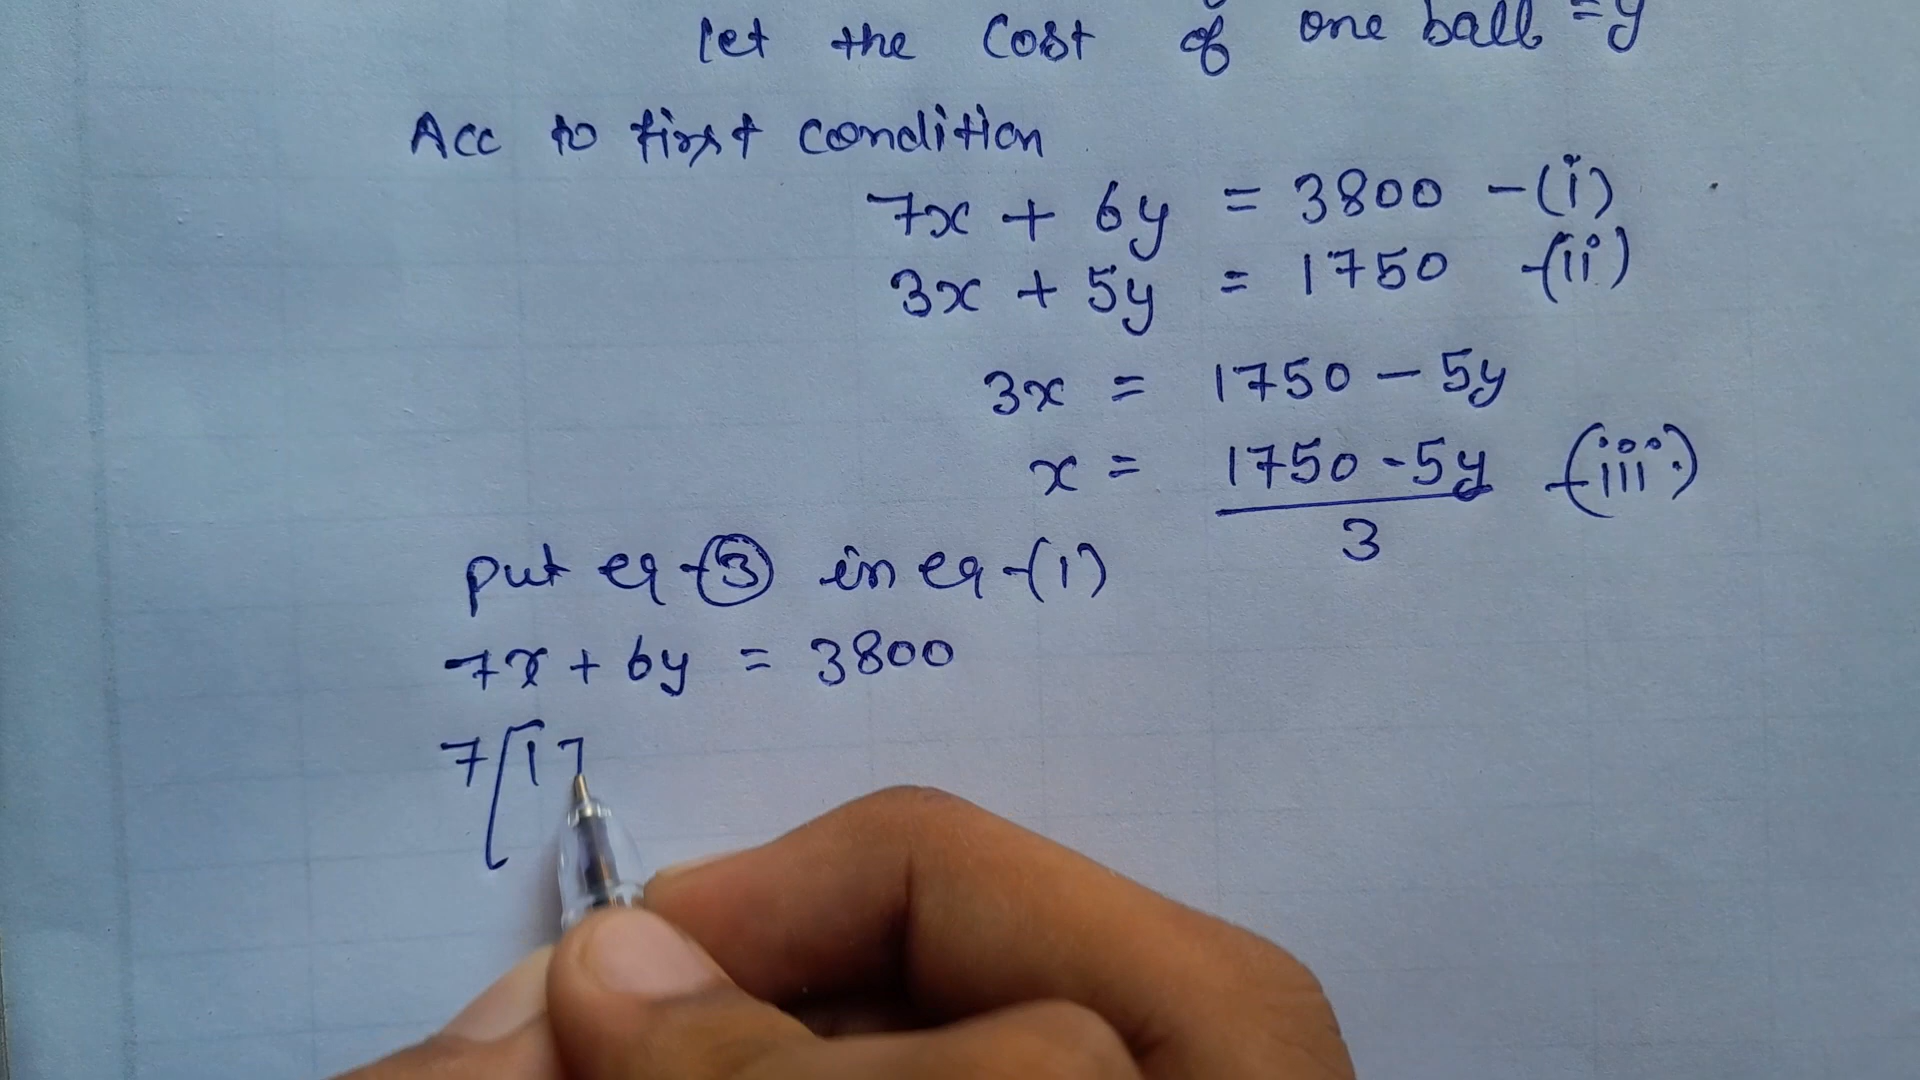 let the cost of one ball = y
Acc to first condition
7x + 6y = 3800 -(i)
3x + 5y = 1750 -(ii)
3x = 1750 - 5y
x = 1750 - 5y -(iii)
3
put eq -(3) in eq -(1)
7x + 6y = 3800
7[17